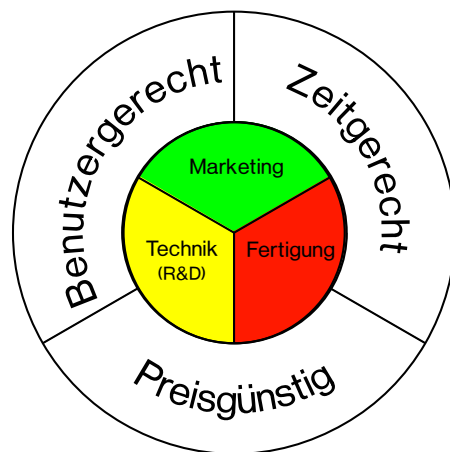 Benutzergerecht
Zeitgerecht
Marketing
Technik
(R&D)
Fertigung
Preisgünstig